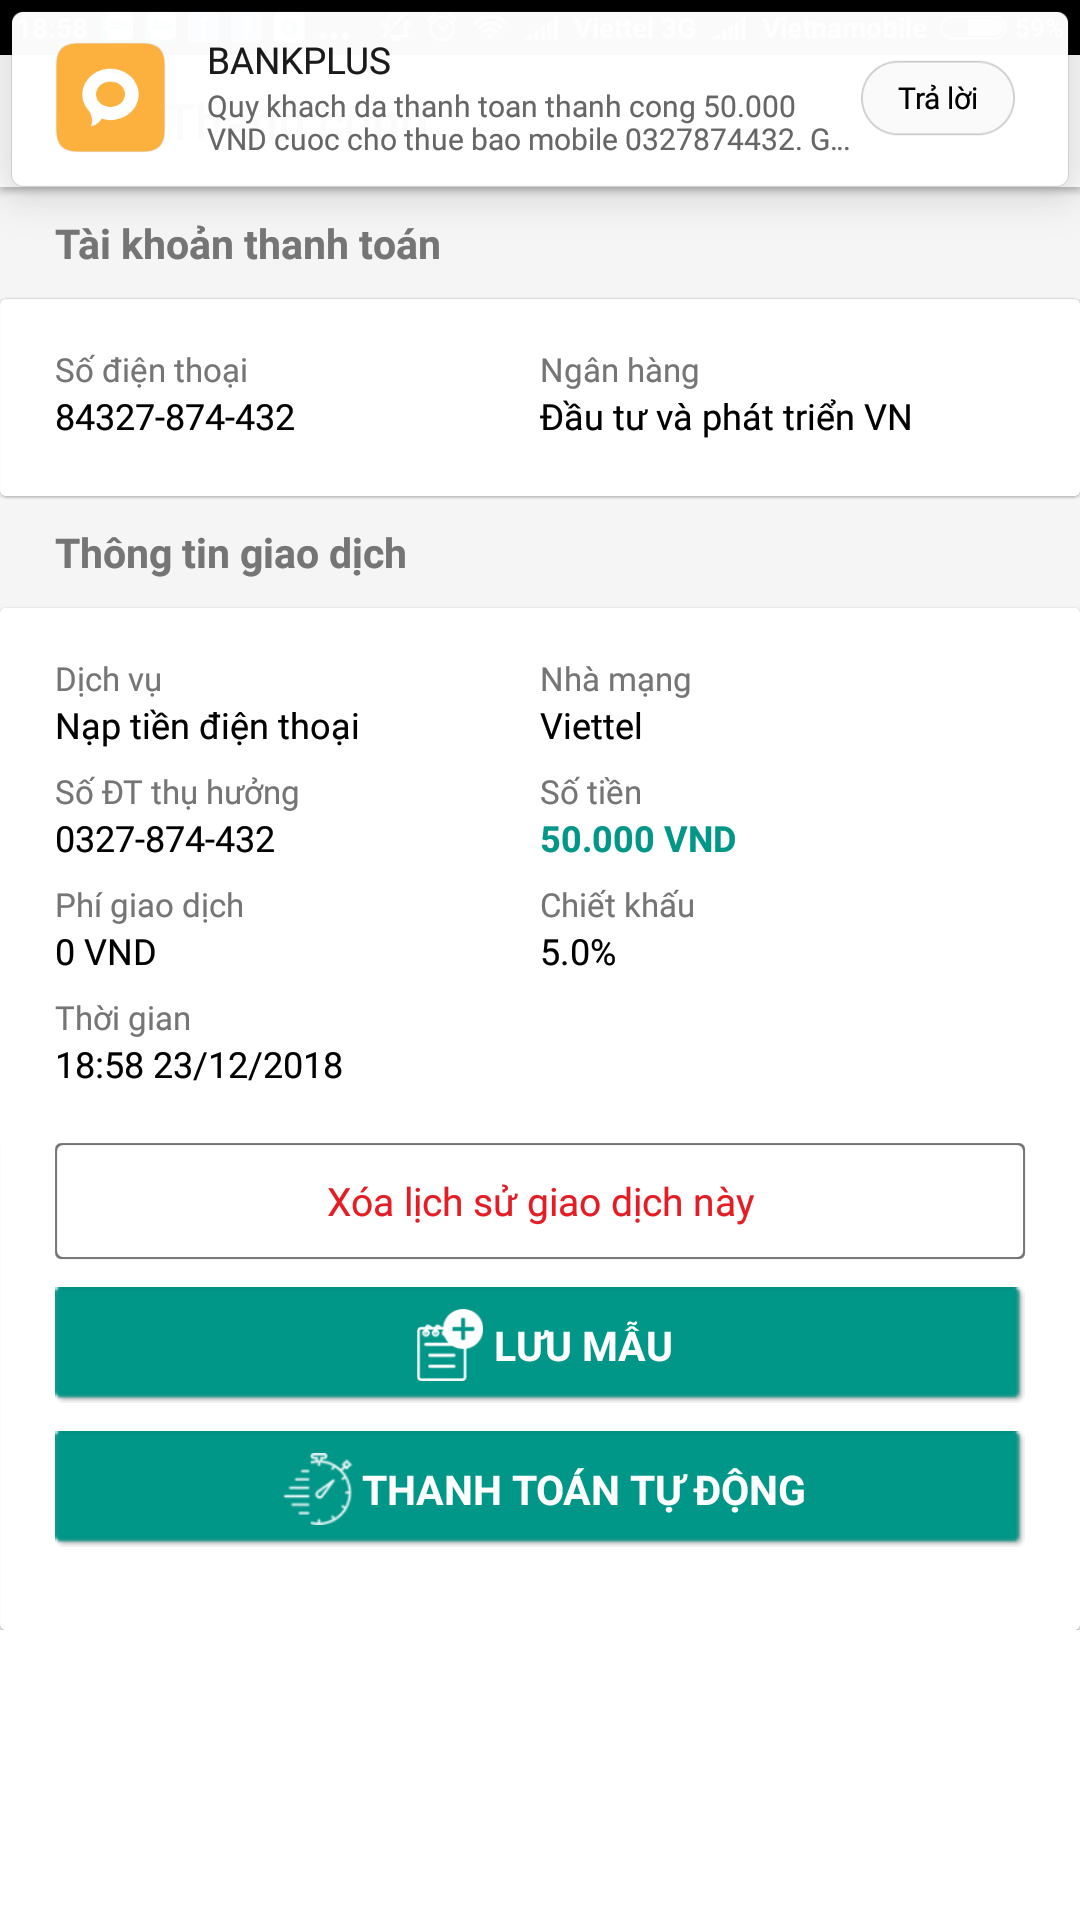 18:58 ... Viettel 3G Vietnamobile 59%
BANKPLUS
Quy khach da thanh toan thanh cong 50.000
VND cuoc cho thue bao mobile 0327874432. G...
Trả lời
Tài khoản thanh toán
Số điện thoại Ngân hàng
84327-874-432 Đầu tư và phát triển VN
Thông tin giao dịch
Dịch vụ Nhà mạng
Nạp tiền điện thoại Viettel
Số ĐT thụ hưởng Số tiền
0327-874-432 50.000 VND
Phí giao dịch Chiết khấu
0 VND 5.0%
Thời gian
18:58 23/12/2018
Xóa lịch sử giao dịch này
LƯU MẪU
THANH TOÁN TỰ ĐỘNG